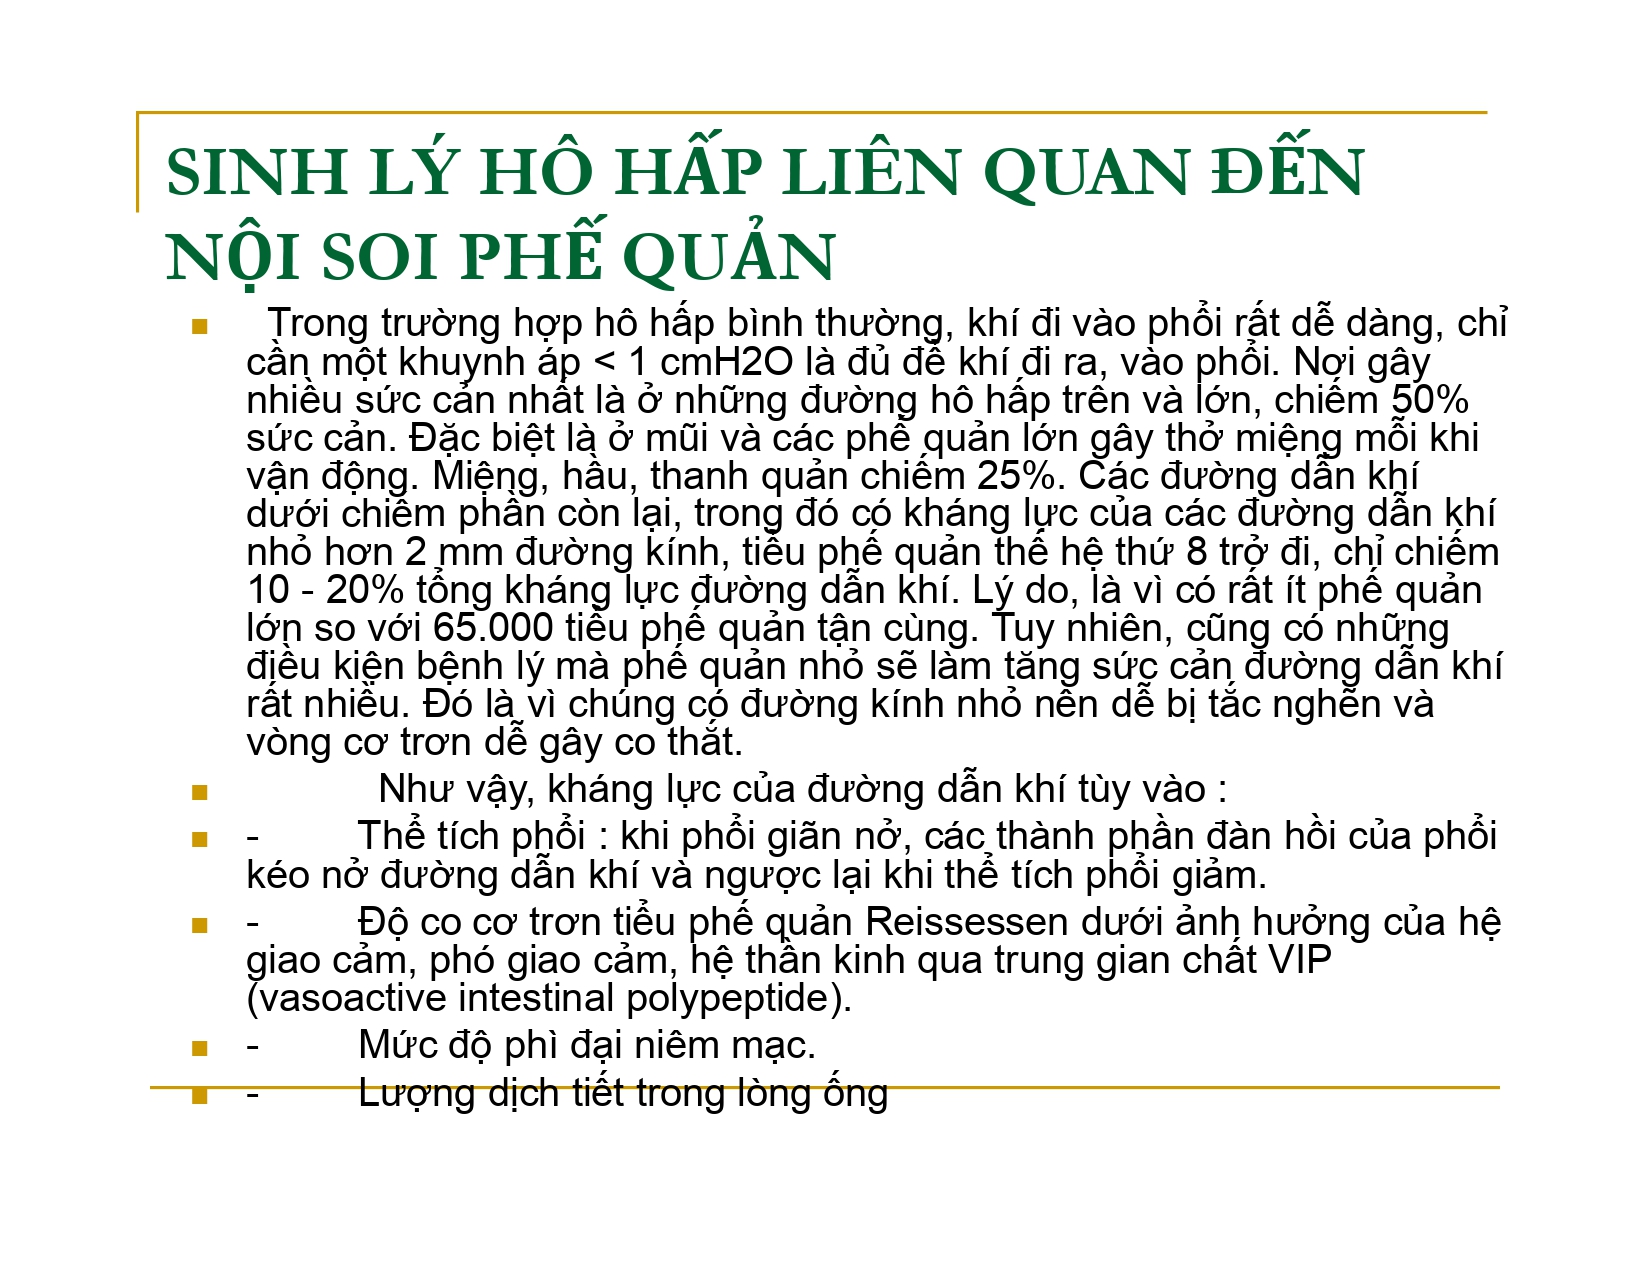 SINH LÝ HÔ HẤP LIÊN QUAN ĐẾN
NỘI SOI PHẾ QUẢN
Trong trường hợp hô hấp bình thường, khí đi vào phổi rất dễ dàng, chỉ
cần một khuynh áp < 1 cmH2O là đủ để khí đi ra, vào phổi. Nơi gây
nhiều sức cản nhất là ở những đường hô hấp trên và lớn, chiếm 50%
sức cản. Đặc biệt là ở mũi và các phế quản lớn gây thở miệng mỗi khi
vận động. Miệng, hầu, thanh quản chiếm 25%. Các đường dẫn khí
dưới chiếm phần còn lại, trong đó có kháng lực của các đường dẫn khí
nhỏ hơn 2 mm đường kính, tiểu phế quản thế hệ thứ 8 trở đi, chỉ chiếm
10 - 20% tổng kháng lực đường dẫn khí. Lý do, là vì có rất ít phế quản
lớn so với 65.000 tiểu phế quản tận cùng. Tuy nhiên, cũng có những
điều kiện bệnh lý mà phế quản nhỏ sẽ làm tăng sức cản đường dẫn khí
rất nhiều. Đó là vì chúng có đường kính nhỏ nên dễ bị tắc nghẽn và
vòng cơ trơn dễ gây co thắt.
Như vậy, kháng lực của đường dẫn khí tùy vào :
- Thể tích phổi : khi phổi giãn nở, các thành phần đàn hồi của phổi
kéo nở đường dẫn khí và ngược lại khi thể tích phổi giảm.
- Độ co cơ trơn tiểu phế quản Reissessen dưới ảnh hưởng của hệ
giao cảm, phó giao cảm, hệ thần kinh qua trung gian chất VIP
(vasoactive intestinal polypeptide).
- Mức độ phì đại niêm mạc.
- Lượng dịch tiết trong lòng ống